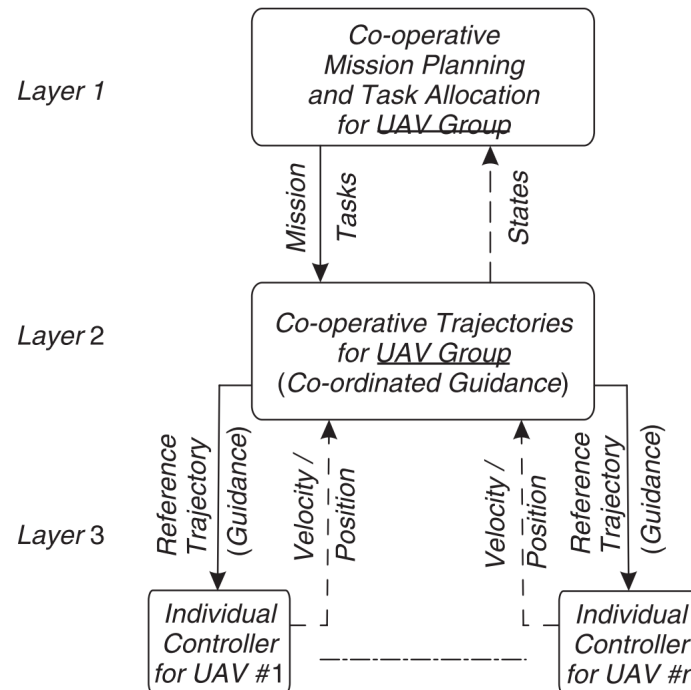 Co-operative
Mission Planning
and Task Allocation
for UAV Group
Layer 1
Mission
Tasks
States
Layer 2
Co-operative Trajectories
for UAV Group
(Co-ordinated Guidance)
Reference
Trajectory
(Guidance)
Velocity /
Position
Velocity /
Position
Reference
Trajectory
(Guidance)
Layer 3
Individual
Controller
for UAV #1
Individual
Controller
for UAV #n